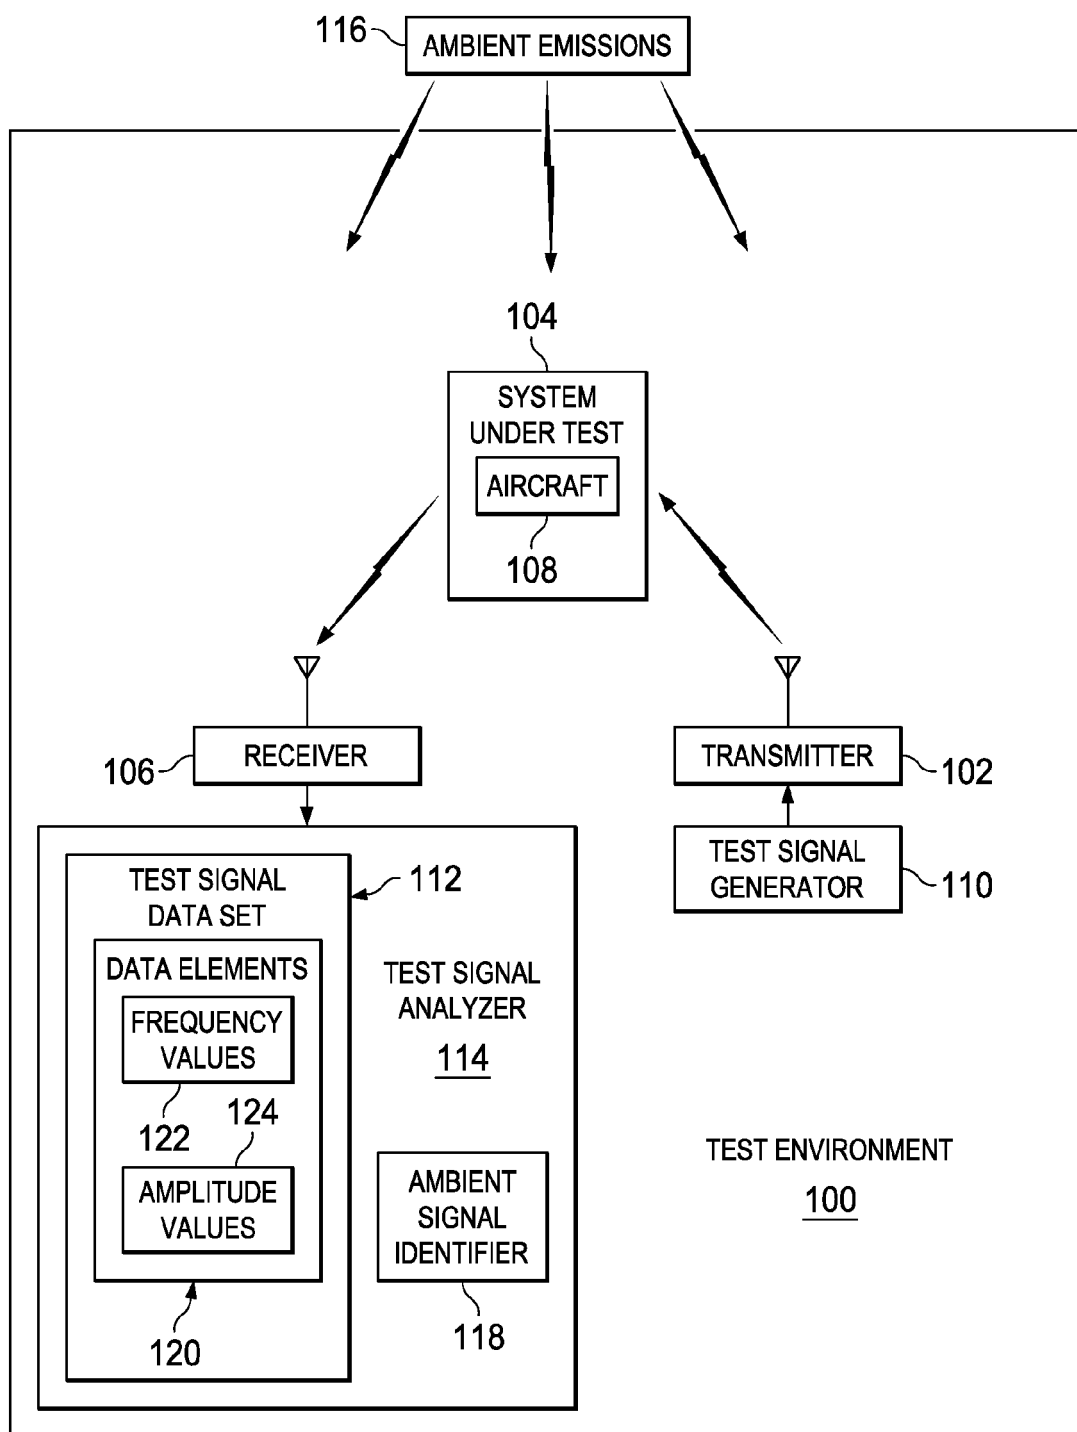 116
AMBIENT EMISSIONS
104
SYSTEM
UNDER TEST
AIRCRAFT
108
106
RECEIVER
TRANSMITTER
102
TEST SIGNAL
GENERATOR
110
TEST SIGNAL
DATA SET
112
DATA ELEMENTS
FREQUENCY
VALUES
122
124
AMPLITUDE
VALUES
120
TEST SIGNAL
ANALYZER
114
AMBIENT
SIGNAL
IDENTIFIER
118
TEST ENVIRONMENT
100